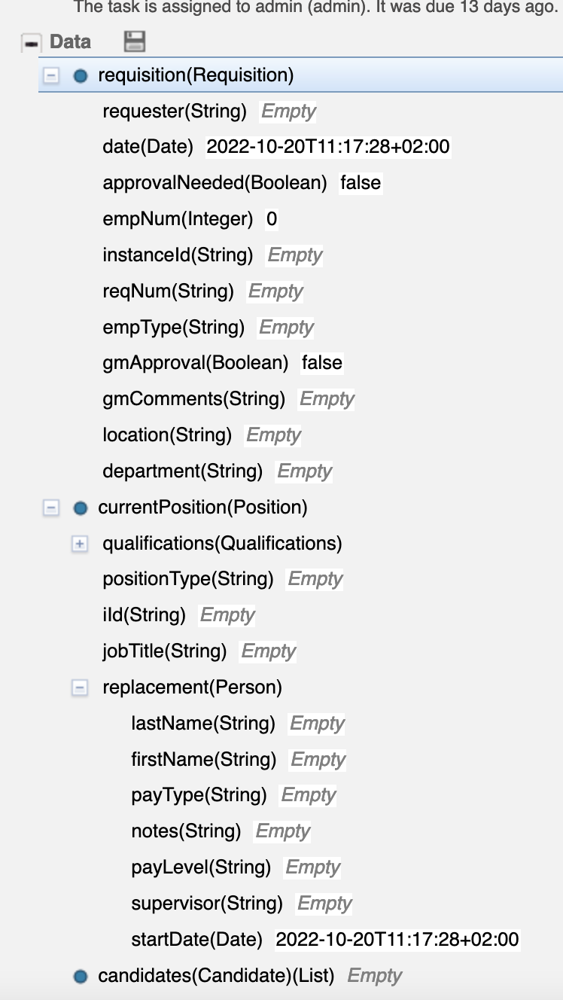 The task is assigned to admin (admin). It was due 13 days ago.
Data
requisition(Requisition)
requester(String) Empty
date(Date) 2022-10-20T11:17:28+02:00
approvalNeeded(Boolean) false
empNum(Integer) 0
instanceId(String) Empty
reqNum(String) Empty
empType(String) Empty
gmApproval(Boolean) false
gmComments(String) Empty
location(String) Empty
department(String) Empty
currentPosition(Position)
qualifications(Qualifications)
positionType(String) Empty
iId(String) Empty
jobTitle(String) Empty
replacement(Person)
lastName(String) Empty
firstName(String) Empty
payType(String) Empty
notes(String) Empty
payLevel(String) Empty
supervisor(String) Empty
startDate(Date) 2022-10-20T11:17:28+02:00
candidates(Candidate)(List) Empty